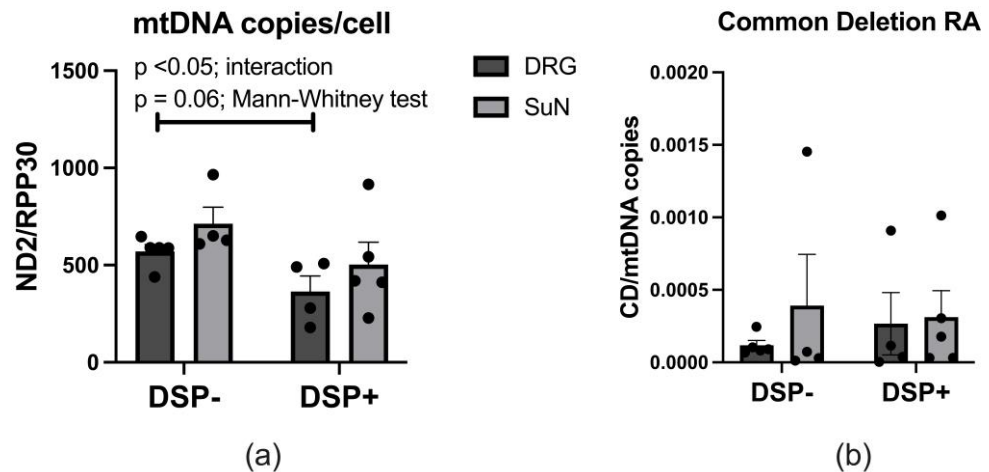 mtDNA copies/cell
p <0.05; interaction
p = 0.06; Mann-Whitney test
1500
1000
500
0
ND2/RPP30
DSP-
DSP+
DRG
SuN
(a)
Common Deletion RA
0.0020
0.0015
0.0010
0.0005
0.0000
CD/mtDNA copies
DSP-
DSP+
(b)